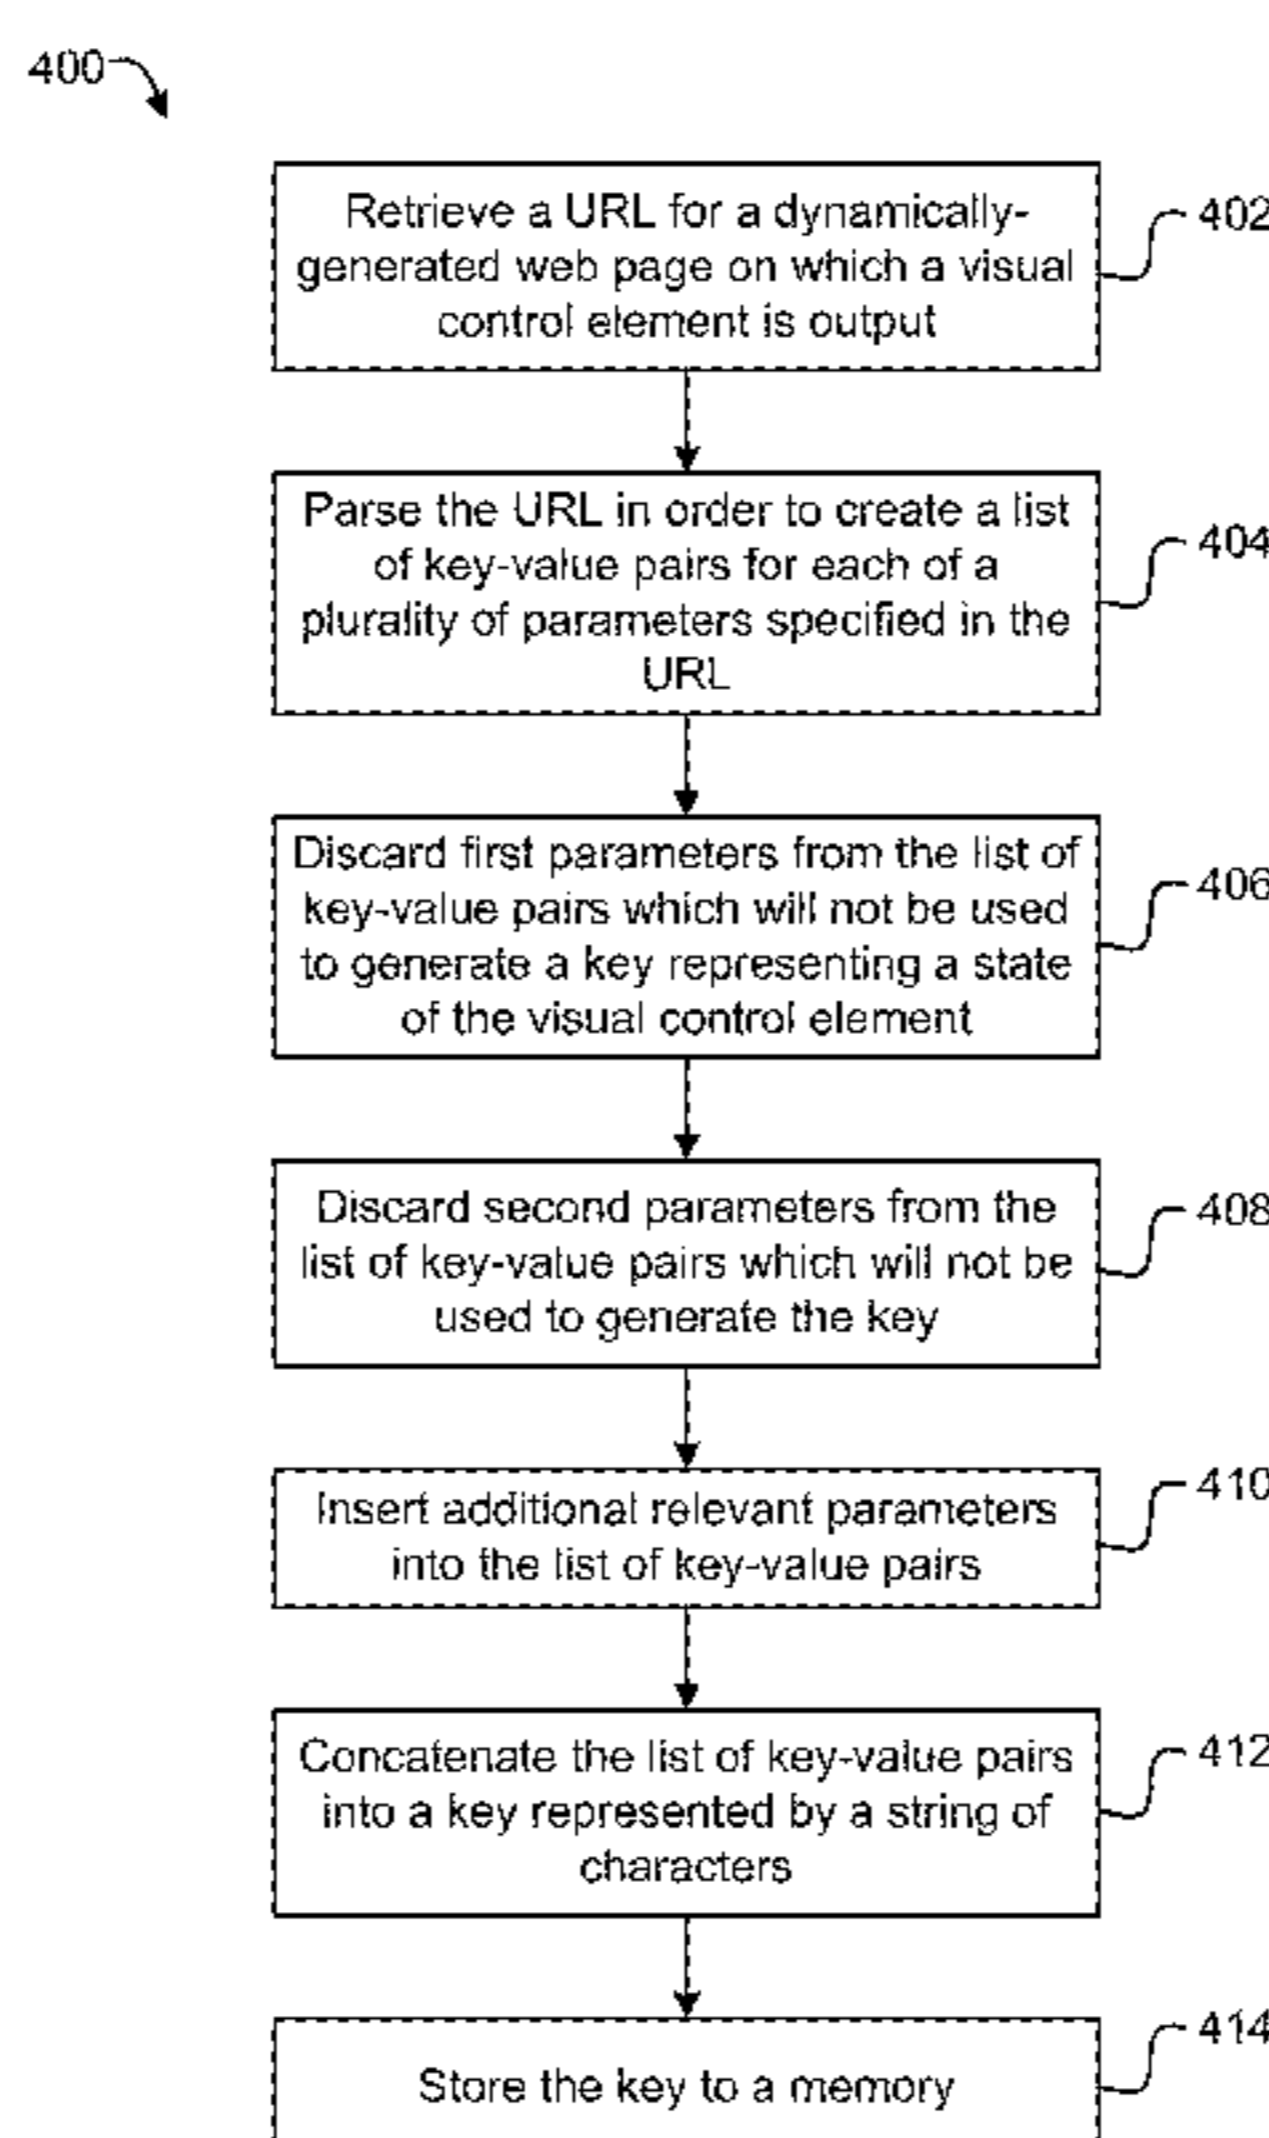 400
Retrieve a URL for a dynamically-
generated web page on which a visual
control element is output
402
Parse the URL in order to create a list
of key-value pairs for each of a
plurality of parameters specified in the
URL
404
Discard first parameters from the list of
key-value pairs which will not be used
to generate a key representing a state
of the visual control element
406
Discard second parameters from the
list of key-value pairs which will not be
used to generate the key
408
Insert additional relevant parameters
into the list of key-value pairs
410
Concatenate the list of key-value pairs
into a key represented by a string of
characters
412
Store the key to a memory
414